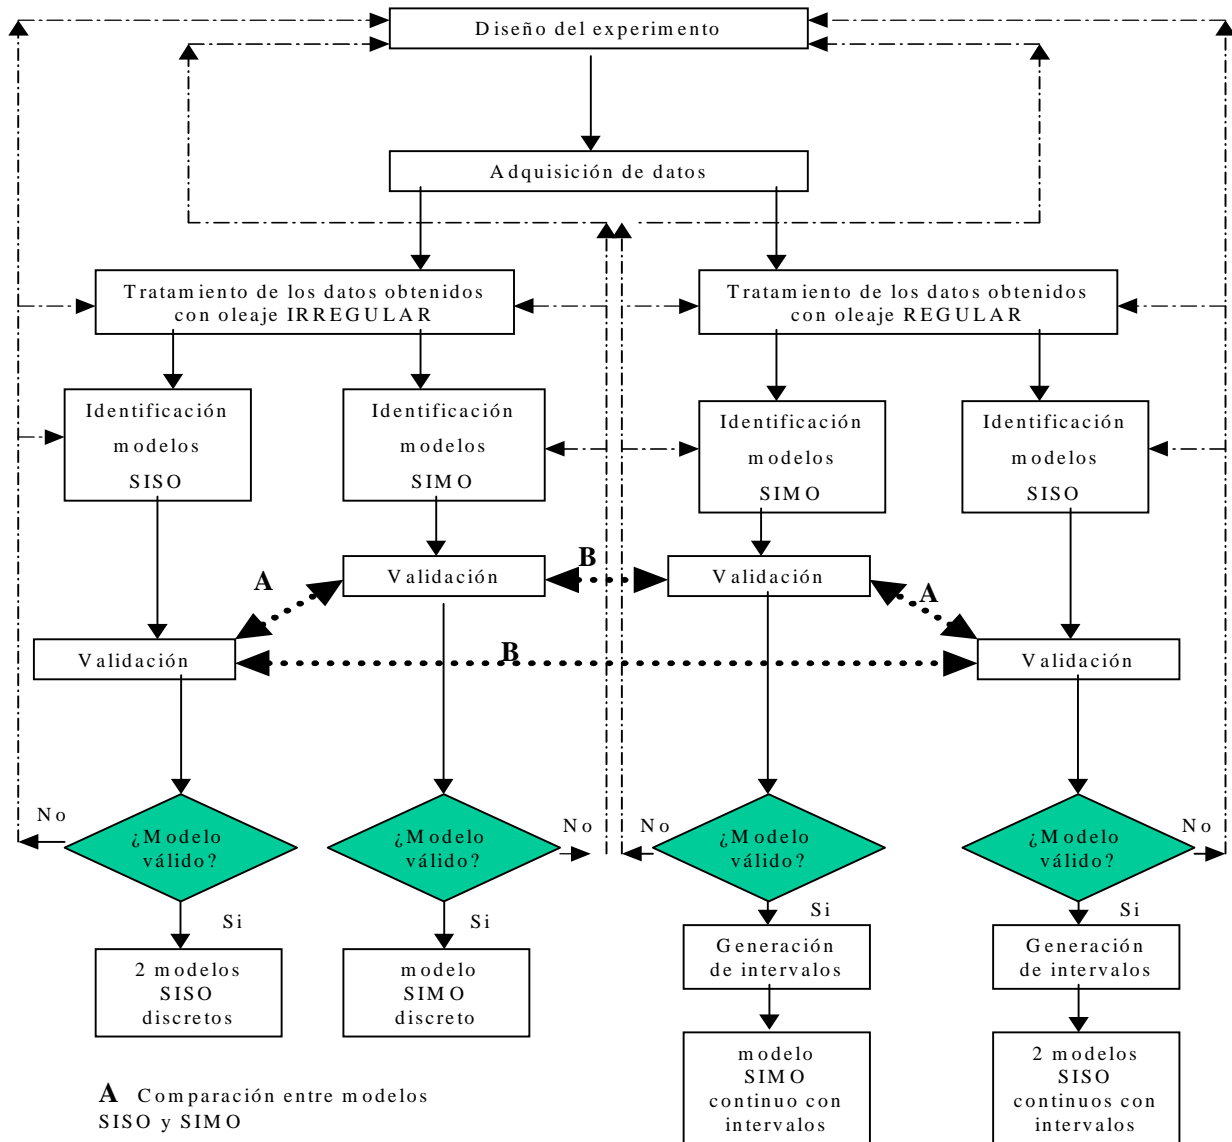 Diseño del experimento
Adquisición de datos
Tratamiento de los datos obtenidos
con oleaje IRREGULAR
Tratamiento de los datos obtenidos
con oleaje REGULAR
Identificación
modelos
SISO
Identificación
modelos
SIMO
Identificación
modelos
SIMO
Identificación
modelos
SISO
A
Validación
B
Validación
A
Validación
B
Validación
No
¿Modelo
válido?
¿Modelo
válido?
No
No
¿Modelo
válido?
¿Modelo
válido?
No
Si
Si
Si
Si
2 modelos
SISO
discretos
modelo
SIMO
discreto
Generación
de intervalos
Generación
de intervalos
modelo
SIMO
continuo con
intervalos
2 modelos
SISO
continuos con
intervalos
A Comparación entre modelos
SISO y SIMO